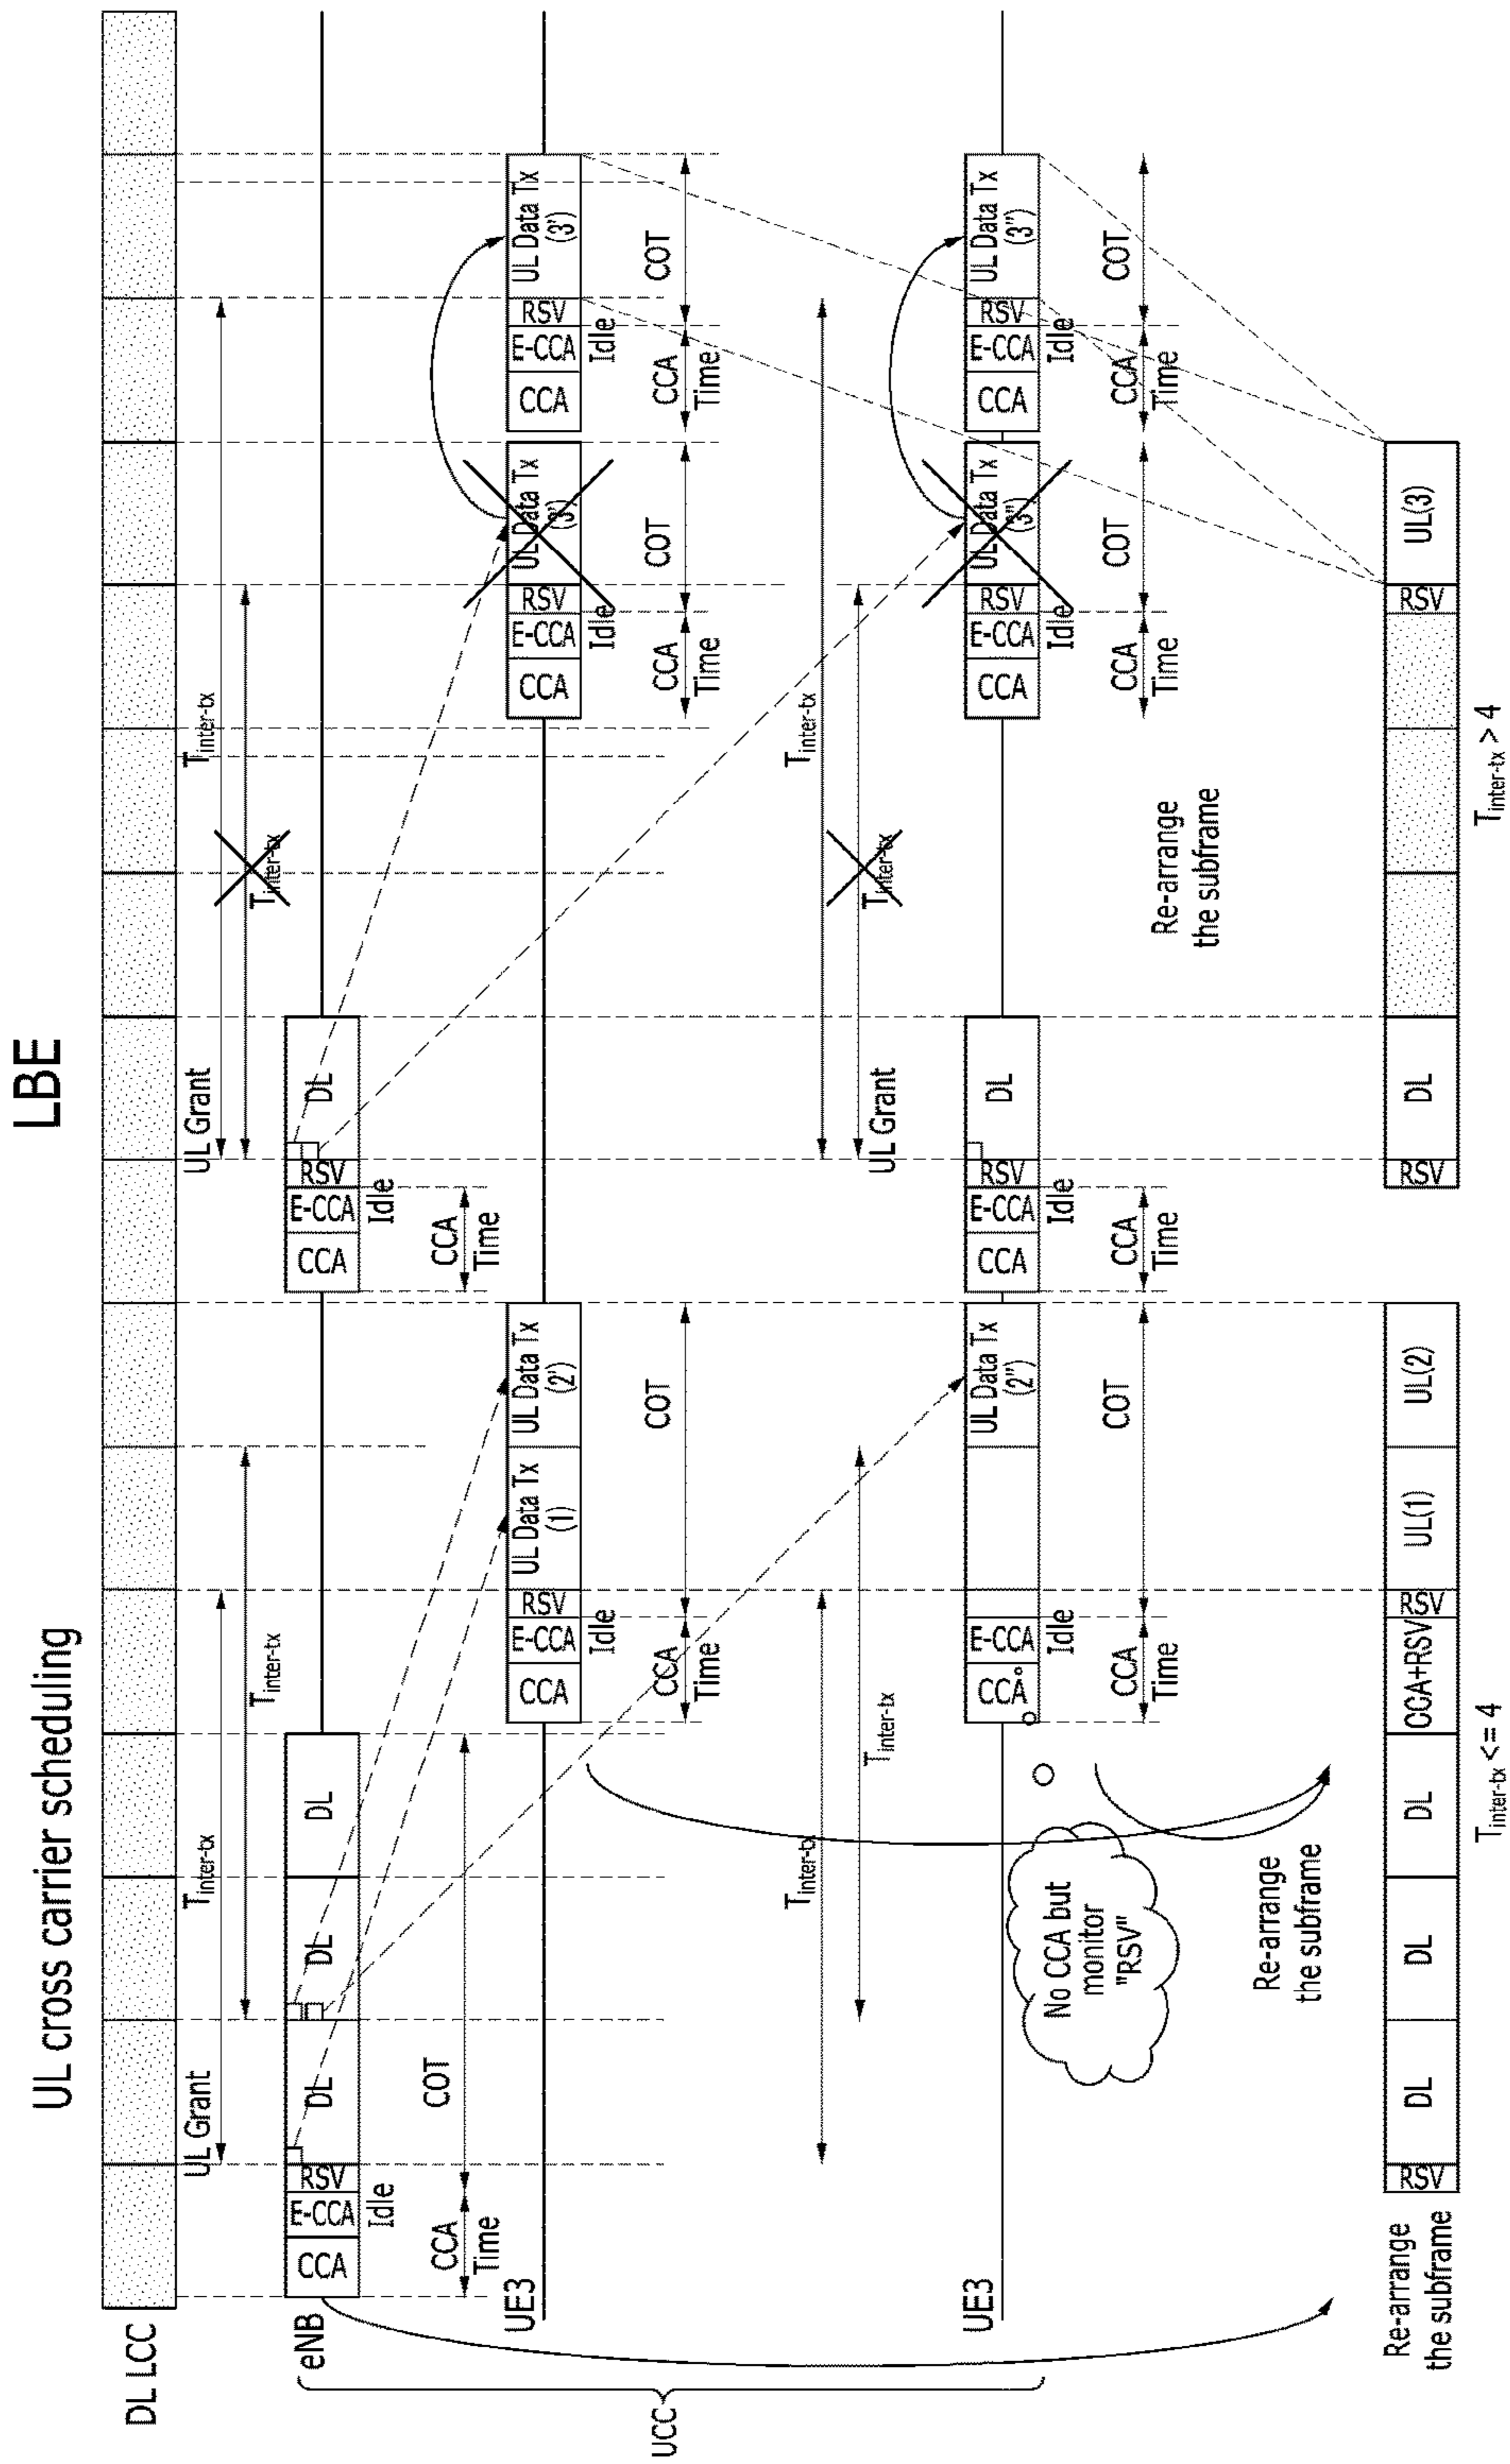 LBE
UL cross carrier scheduling
DL LCC
UL Grant
T_inter-tx
UL Grant
T_inter-tx
T_inter-tx
T_inter-tx
eNB
CCA
E-CCA
RSV
DL
DL
DL
CCA
E-CCA
RSV
DL
Idle
Idle
CCA
Time
COT
CCA
Time
UE3
CCA
E-CCA
RSV
UL Data Tx
(1)
UL Data Tx
(2')
CCA
E-CCA
RSV
UL Data Tx
(3')
CCA
E-CCA
RSV
UL Data Tx
(3')
Idle
Idle
Idle
UCC
CCA
Time
COT
CCA
Time
COT
CCA
Time
COT
T_inter-tx
T_inter-tx
T_inter-tx
UL Grant
T_inter-tx
UE3
CCA
E-CCA
UL Data Tx
(2'')
CCA
E-CCA
RSV
DL
CCA
E-CCA
RSV
UL Data Tx
(3'')
CCA
E-CCA
RSV
UL Data Tx
(3'')
Idle
Idle
Idle
Idle
No CCA but
monitor
"RSV"
CCA
Time
COT
CCA
Time
CCA
Time
COT
CCA
Time
COT
Re-arrange
the subframe
Re-arrange
the subframe
Re-arrange
the subframe
RSV
DL
DL
DL
CCA+RSV
RSV
UL(1)
UL(2)
RSV
DL
RSV
UL(3)
T_inter-tx <= 4
T_inter-tx > 4